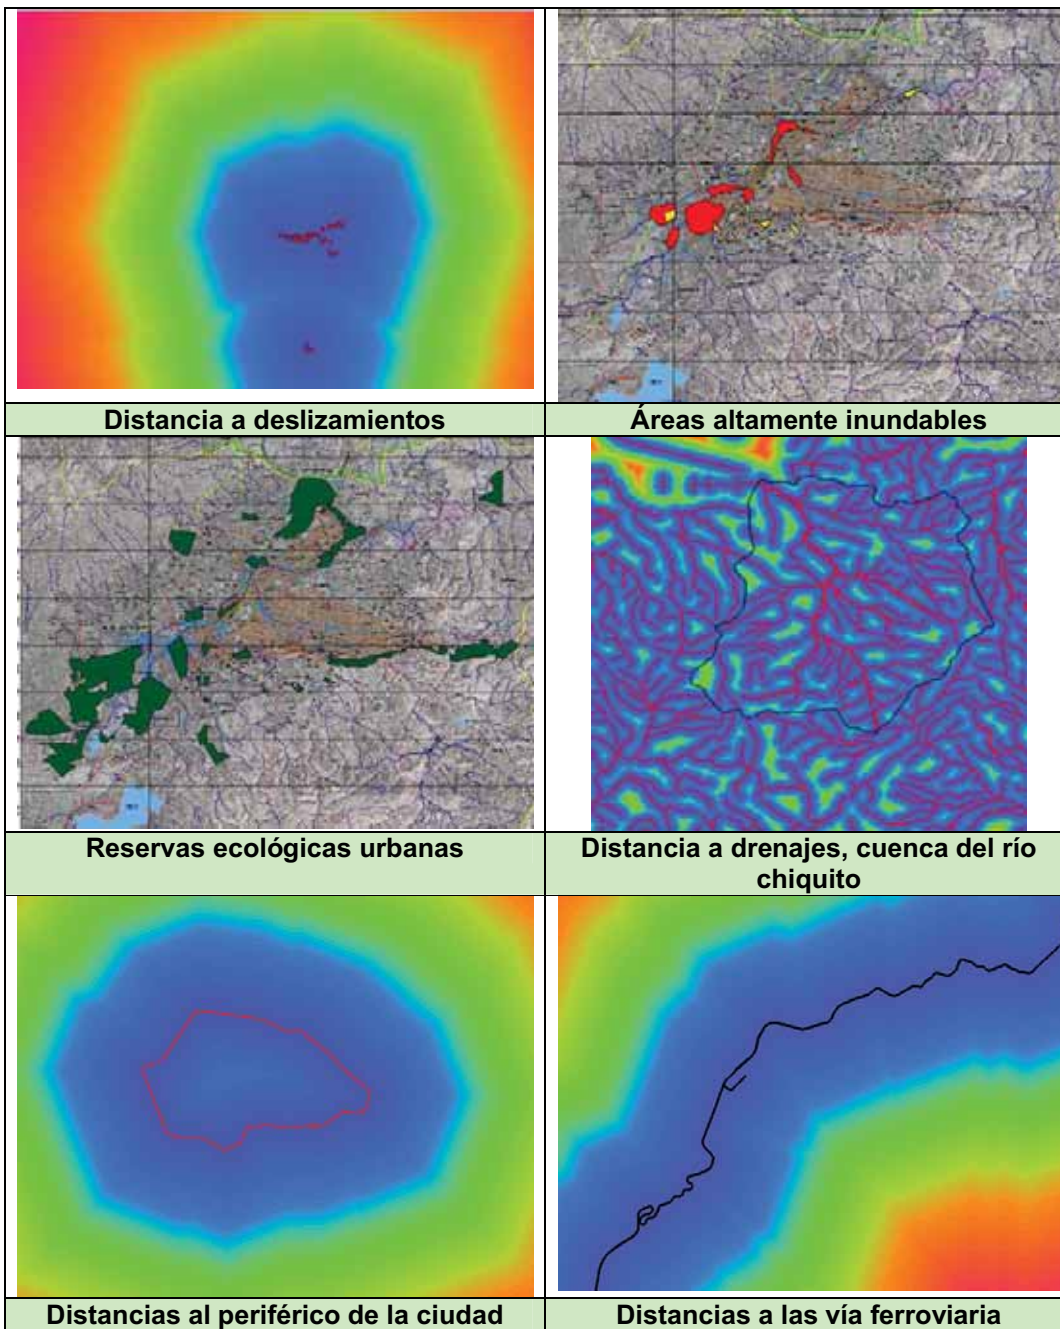 Distancia a deslizamientos
Áreas altamente inundables
Reservas ecológicas urbanas
Distancia a drenajes, cuenca del río
chiquito
Distancias al periférico de la ciudad
Distancias a las vía ferroviaria